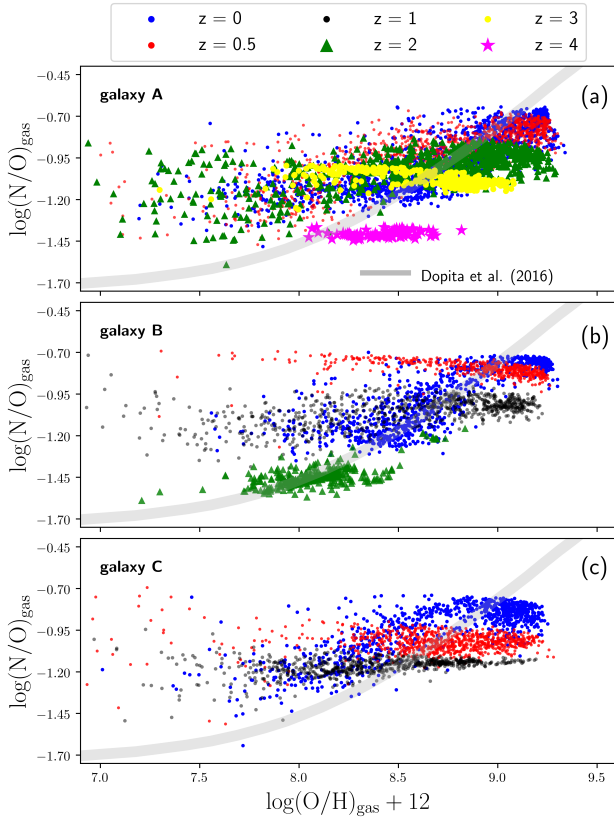 z = 0 z = 1 z = 3
z = 0.5 z = 2 z = 4
galaxy A (a)
−0.45
−0.70
−0.95
−1.20
−1.45
−1.70
log(N/O)gas
Dopita et al. (2016)
galaxy B (b)
−0.45
−0.70
−0.95
−1.20
−1.45
−1.70
log(N/O)gas
galaxy C (c)
−0.45
−0.70
−0.95
−1.20
−1.45
−1.70
log(N/O)gas
7.0 7.5 8.0 8.5 9.0 9.5
log(O/H)gas + 12